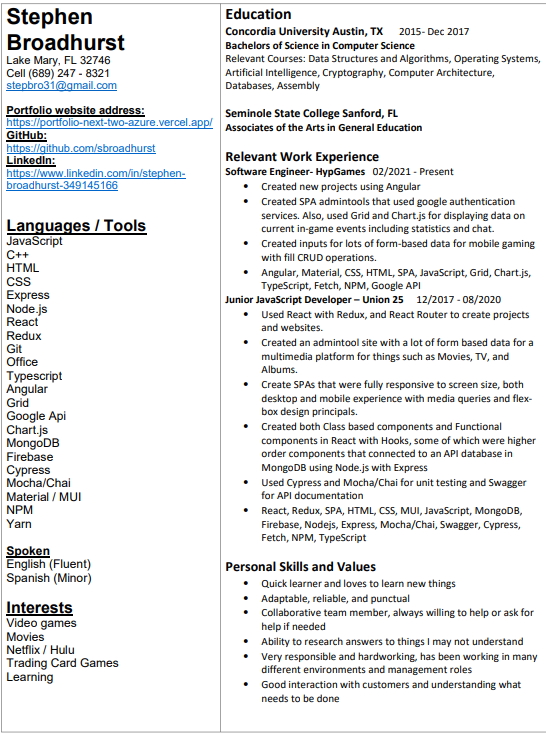 Stephen
Broadhurst
Lake Mary, FL 32746
Cell (689) 247 - 8321
stepbro31@gmail.com
Portfolio website address:
https://portfolio-next-two-azure.vercel.app/
GitHub:
https://github.com/sbroadhurst
LinkedIn:
https://www.linkedin.com/in/stephen-
broadhurst-349145166
Languages / Tools
JavaScript
C++
HTML
CSS
Express
Node.js
React
Redux
Git
Office
Typescript
Angular
Grid
Google Api
Chart.js
MongoDB
Firebase
Cypress
Mocha/Chai
Material / MUI
NPM
Yarn
Spoken
English (Fluent)
Spanish (Minor)
Interests
Video games
Movies
Netflix / Hulu
Trading Card Games
Learning
Education
Concordia University Austin, TX 2015- Dec 2017
Bachelors of Science in Computer Science
Relevant Courses: Data Structures and Algorithms, Operating Systems,
Artificial Intelligence, Cryptography, Computer Architecture,
Databases, Assembly
Seminole State College Sanford, FL
Associates of the Arts in General Education
Relevant Work Experience
Software Engineer- HypGames 02/2021 - Present
• Created new projects using Angular
• Created SPA admintools that used google authentication
services. Also, used Grid and Chart.js for displaying data on
current in-game events including statistics and chat.
• Created inputs for lots of form-based data for mobile gaming
with fill CRUD operations.
• Angular, Material, CSS, HTML, SPA, JavaScript, Grid, Chart.js,
TypeScript, Fetch, NPM, Google API
Junior JavaScript Developer – Union 25 12/2017 - 08/2020
• Used React with Redux, and React Router to create projects
and websites.
• Created an admintool site with a lot of form based data for a
multimedia platform for things such as Movies, TV, and
Albums.
• Create SPAs that were fully responsive to screen size, both
desktop and mobile experience with media queries and flex-
box design principals.
• Created both Class based components and Functional
components in React with Hooks, some of which were higher
order components that connected to an API database in
MongoDB using Node.js with Express
• Used Cypress and Mocha/Chai for unit testing and Swagger
for API documentation
• React, Redux, SPA, HTML, CSS, MUI, JavaScript, MongoDB,
Firebase, Nodejs, Express, Mocha/Chai, Swagger, Cypress,
Fetch, NPM, TypeScript
Personal Skills and Values
• Quick learner and loves to learn new things
• Adaptable, reliable, and punctual
• Collaborative team member, always willing to help or ask for
help if needed
• Ability to research answers to things I may not understand
• Very responsible and hardworking, has been working in many
different environments and management roles
• Good interaction with customers and understanding what
needs to be done